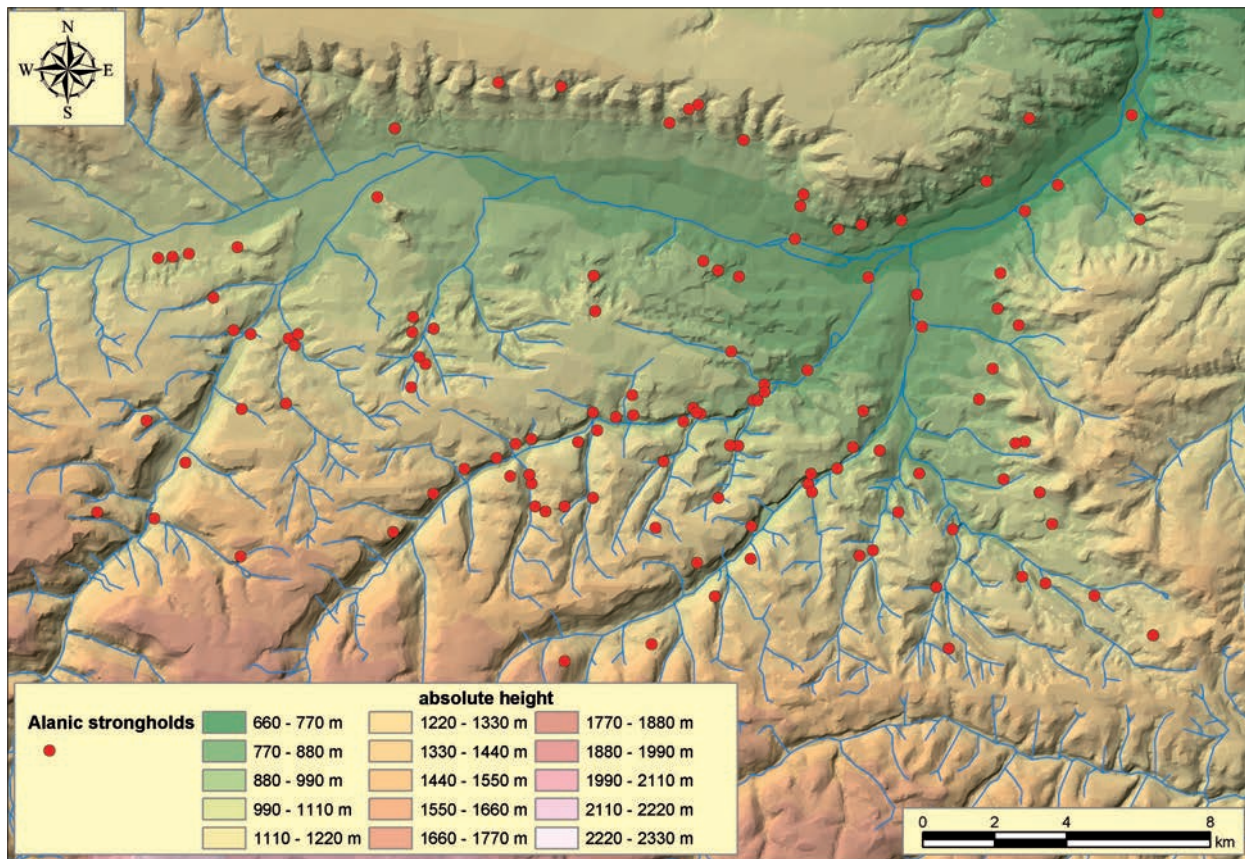 N
W E
S
absolute height
Alanic strongholds
660 - 770 m 1220 - 1330 m 1770 - 1880 m
770 - 880 m 1330 - 1440 m 1880 - 1990 m
880 - 990 m 1440 - 1550 m 1990 - 2110 m
990 - 1110 m 1550 - 1660 m 2110 - 2220 m
1110 - 1220 m 1660 - 1770 m 2220 - 2330 m
0 2 4 8
km